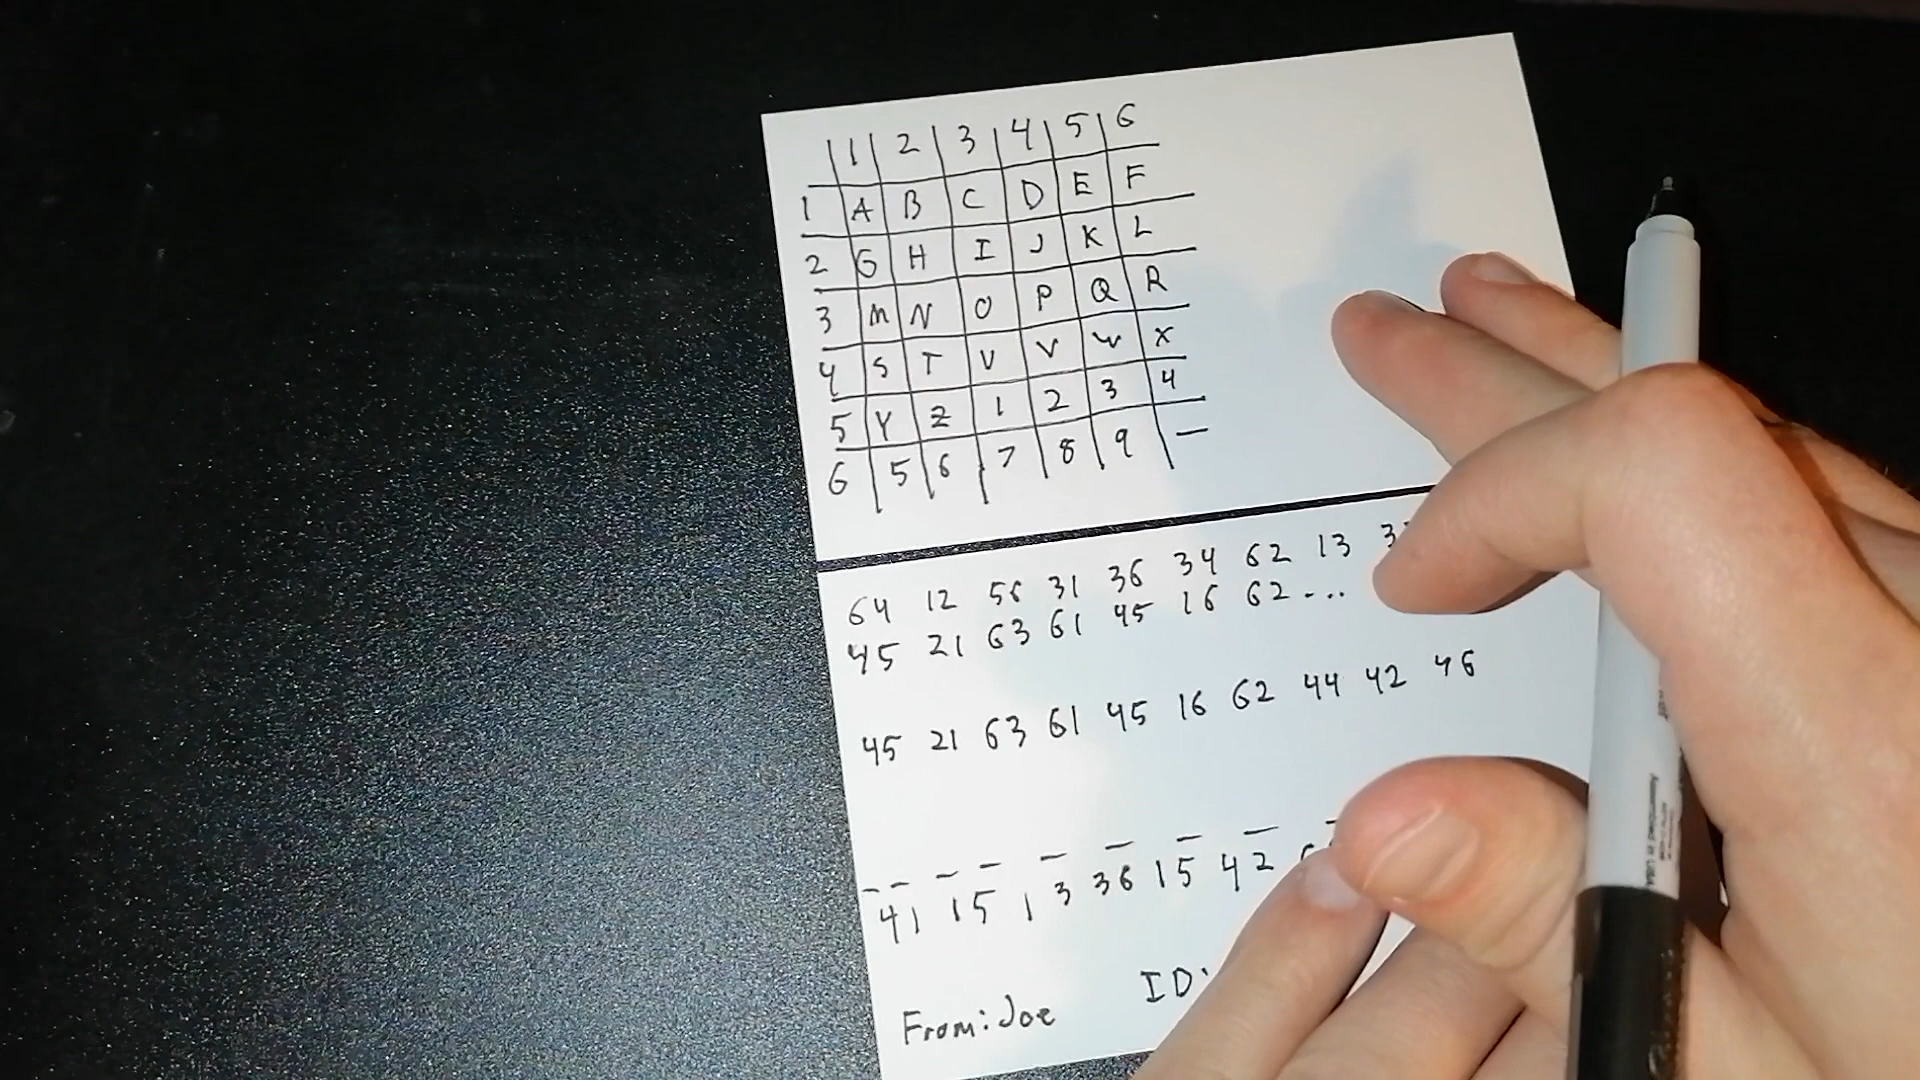 1 2 3 4 5 6
1 A B C D E F
2 G H I J K L
3 M N O P Q R
4 S T U V W X
5 Y Z 1 2 3 4
6 5 6 7 8 9 —
64 12 56 31 36 34 62 13
45 21 63 61 45 16 62 ...
45 21 63 61 45 16 62 44 42 46
41 15 13 36 15 42
From: Joe ID: